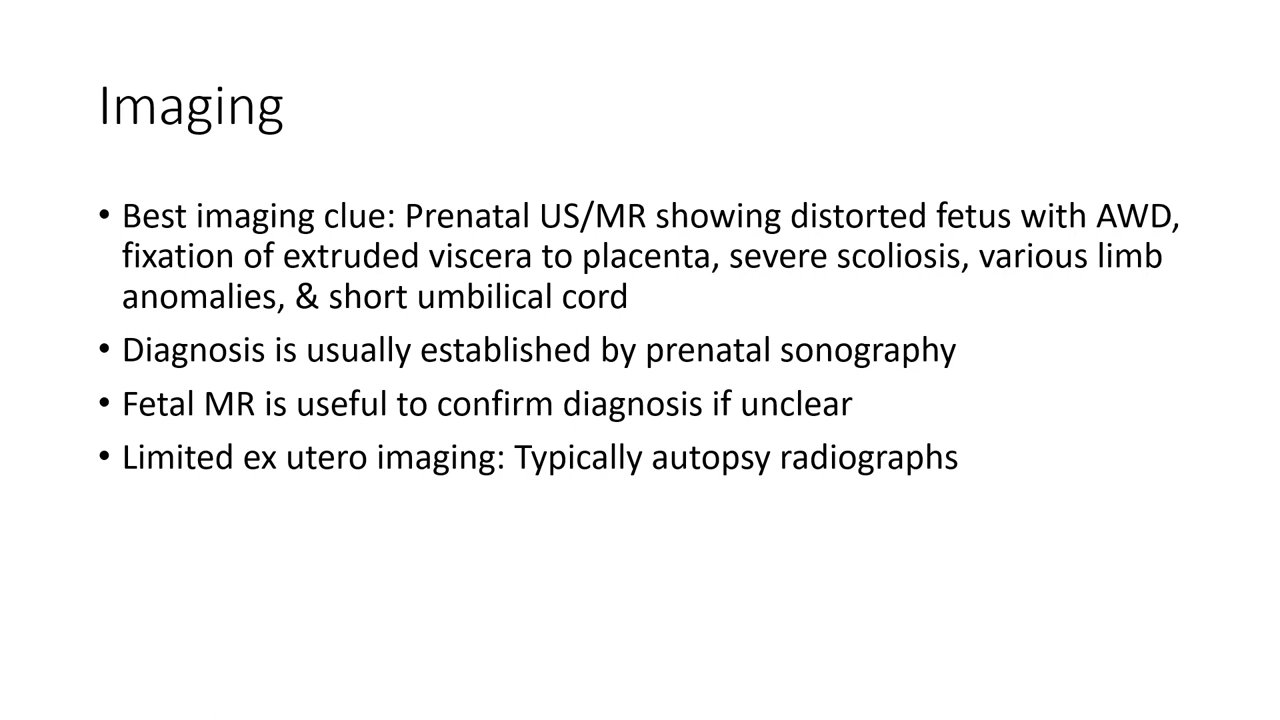 Imaging
• Best imaging clue: Prenatal US/MR showing distorted fetus with AWD,
fixation of extruded viscera to placenta, severe scoliosis, various limb
anomalies, & short umbilical cord
• Diagnosis is usually established by prenatal sonography
• Fetal MR is useful to confirm diagnosis if unclear
• Limited ex utero imaging: Typically autopsy radiographs